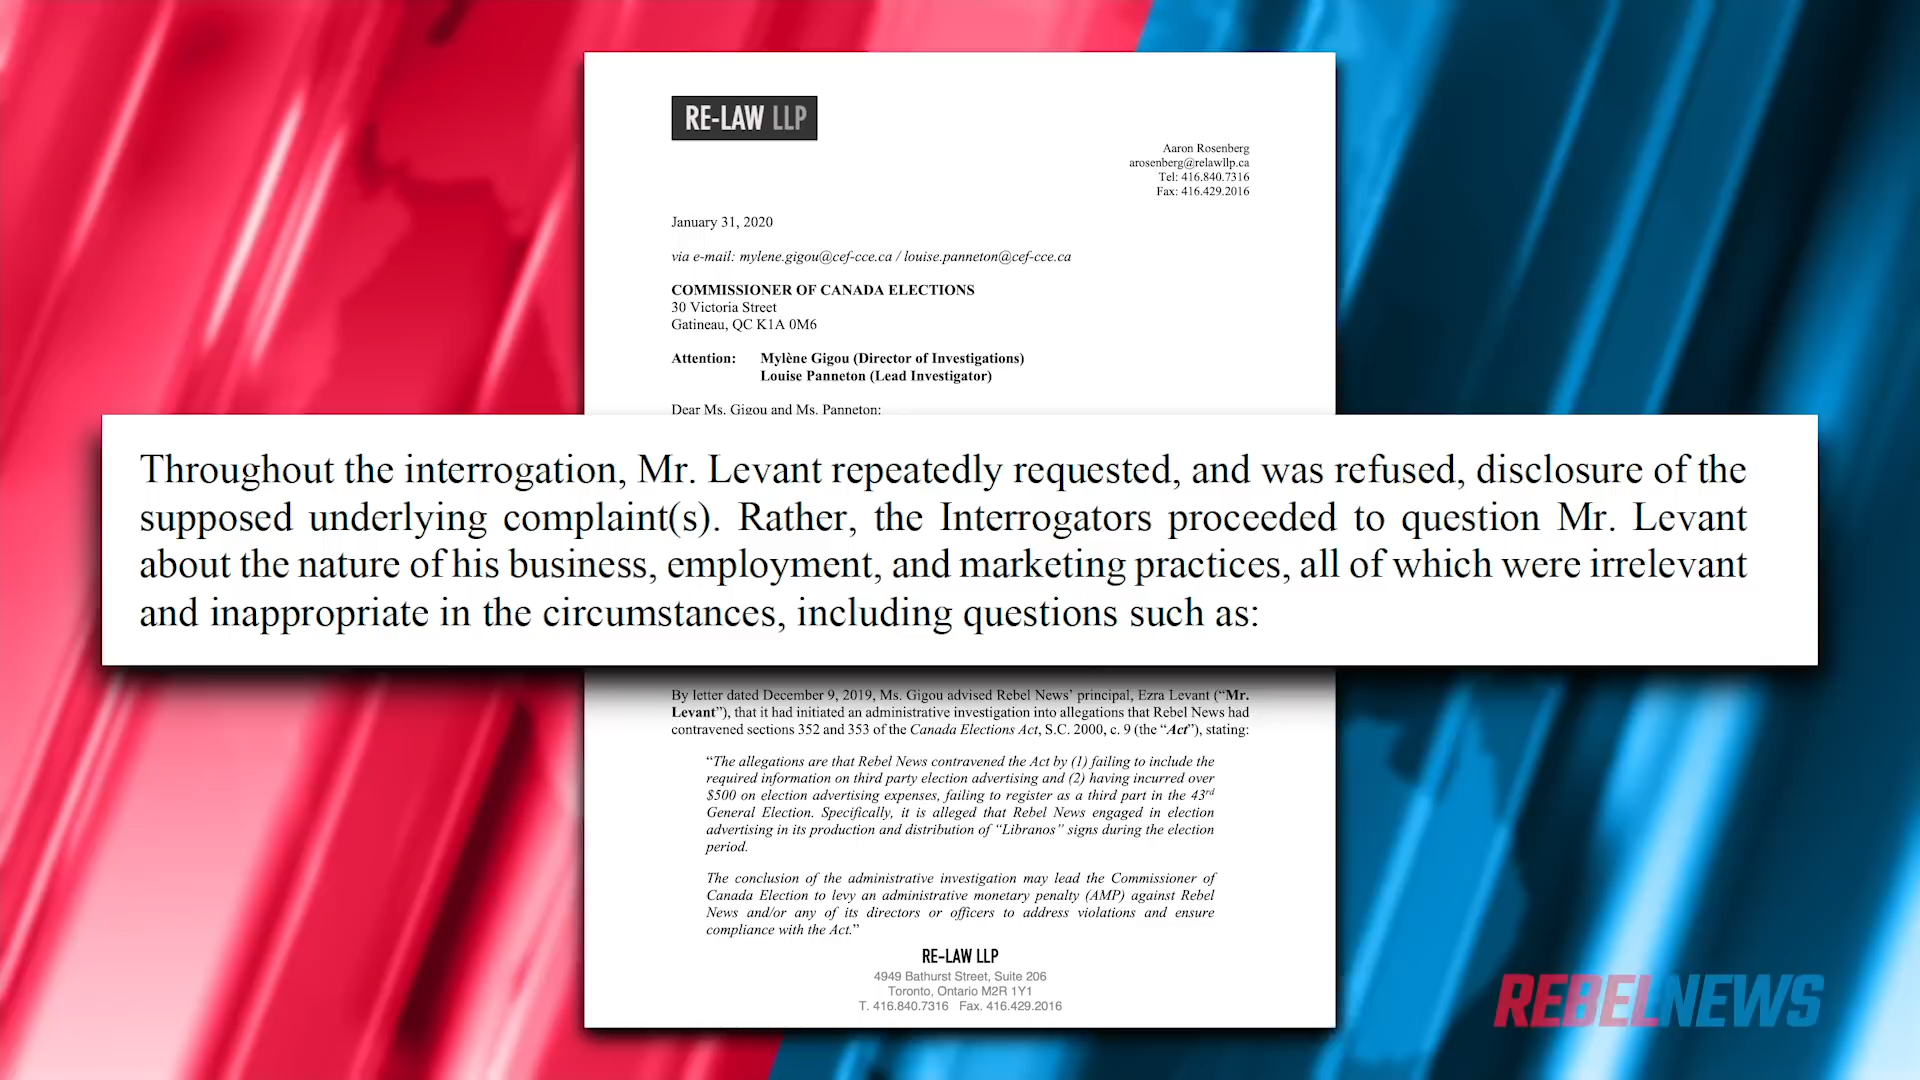 RE-LAW LLP
Aaron Rosenberg
arosenberg@relawllp.ca
Tel: 416.840.7316
Fax: 416.429.2016
January 31, 2020
via e-mail: mylene.gigou@cef-cce.ca / louise.panneton@cef-cce.ca
COMMISSIONER OF CANADA ELECTIONS
30 Victoria Street
Gatineau, QC K1A 0M6
Attention: Mylène Gigou (Director of Investigations)
Louise Panneton (Lead Investigator)
Dear Ms. Gigou and Ms. Panneton:
Throughout the interrogation, Mr. Levant repeatedly requested, and was refused, disclosure of the
supposed underlying complaint(s). Rather, the Interrogators proceeded to question Mr. Levant
about the nature of his business, employment, and marketing practices, all of which were irrelevant
and inappropriate in the circumstances, including questions such as:
By letter dated December 9, 2019, Ms. Gigou advised Rebel News’ principal, Ezra Levant (“Mr.
Levant”), that it had initiated an administrative investigation into allegations that Rebel News had
contravened sections 352 and 353 of the Canada Elections Act, S.C. 2000, c. 9 (the “Act”), stating:
“The allegations are that Rebel News contravened the Act by (1) failing to include the
required information on third party election advertising and (2) having incurred over
$500 on election advertising expenses, failing to register as a third part in the 43rd
General Election. Specifically, it is alleged that Rebel News engaged in election
advertising in its production and distribution of “Libranos” signs during the election
period.
The conclusion of the administrative investigation may lead the Commissioner of
Canada Election to levy an administrative monetary penalty (AMP) against Rebel
News and/or any of its directors or officers to address violations and ensure
compliance with the Act.”
RE-LAW LLP
4949 Bathurst Street, Suite 206
Toronto, Ontario M2R 1Y1
T. 416.840.7316 Fax. 416.429.2016
REBELNEWS